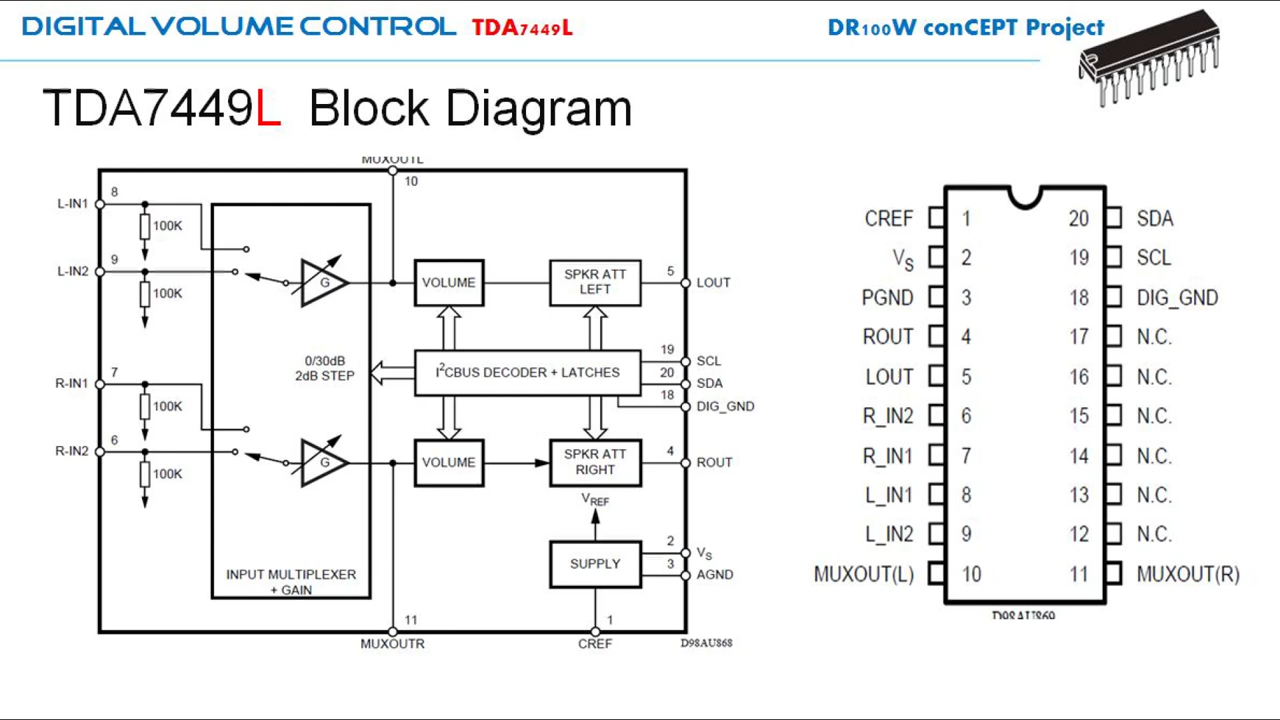 DIGITAL VOLUME CONTROL TDA7449L
DR100W conCEPT Project
TDA7449L Block Diagram
MUXOUTL
10
L-IN1
8
100K
L-IN2
9
100K
G
VOLUME
SPKR ATT
LEFT
5
LOUT
0/30dB
2dB STEP
I²CBUS DECODER + LATCHES
19
SCL
20
SDA
18
DIG_GND
R-IN1
7
100K
R-IN2
6
100K
G
VOLUME
SPKR ATT
RIGHT
4
ROUT
VREF
SUPPLY
2
VS
3
AGND
INPUT MULTIPLEXER
+ GAIN
11
MUXOUTR
1
CREF
D98AU868
CREF 1 20 SDA
VS 2 19 SCL
PGND 3 18 DIG_GND
ROUT 4 17 N.C.
LOUT 5 16 N.C.
R_IN2 6 15 N.C.
R_IN1 7 14 N.C.
L_IN1 8 13 N.C.
L_IN2 9 12 N.C.
MUXOUT(L) 10 11 MUXOUT(R)
D98AU869